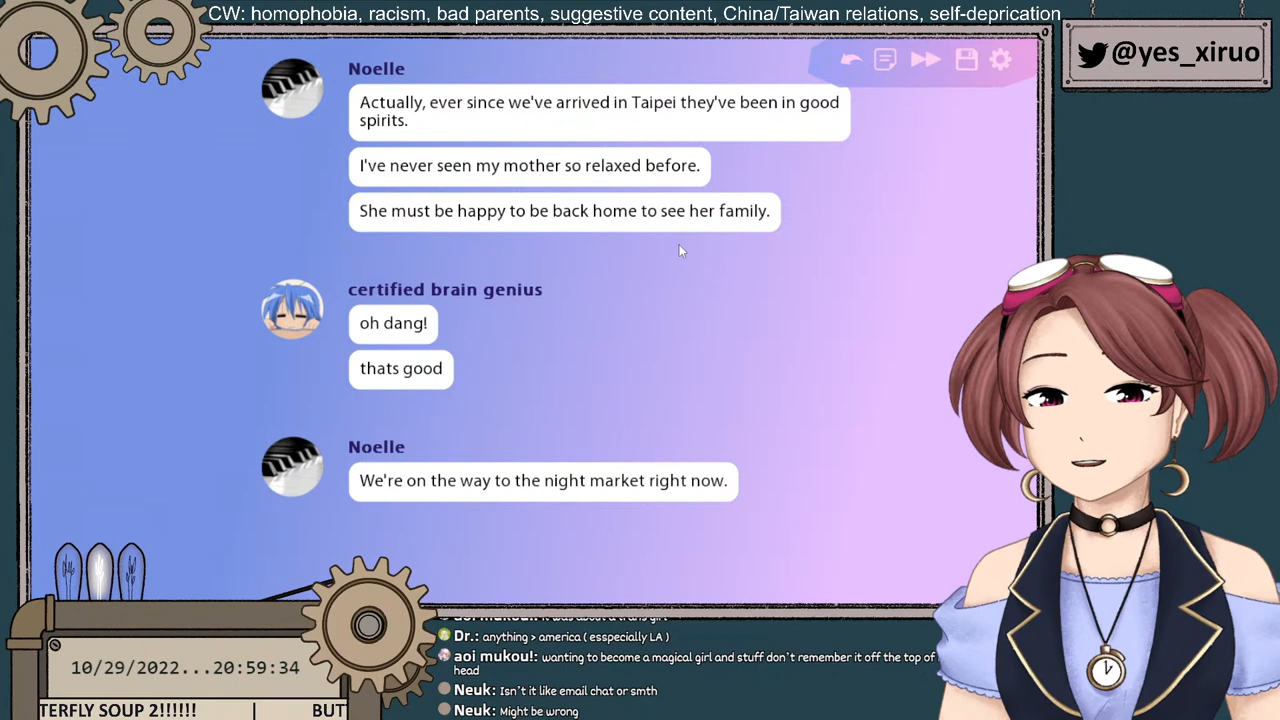 CW: homophobia, racism, bad parents, suggestive content, China/Taiwan relations, self-deprication
@yes_xiruo
Noelle
Actually, ever since we've arrived in Taipei they've been in good
spirits.
I've never seen my mother so relaxed before.
She must be happy to be back home to see her family.
certified brain genius
oh dang!
thats good
Noelle
We're on the way to the night market right now.
Dr.: anything > america ( esspecially LA )
aoi mukou!: wanting to become a magical girl and stuff don't remember it off the top of
head
Neuk: Isn't it like email chat or smth
Neuk: Might be wrong
10/29/2022...20:59:34
TERFLY SOUP 2!!!!!! | BUT